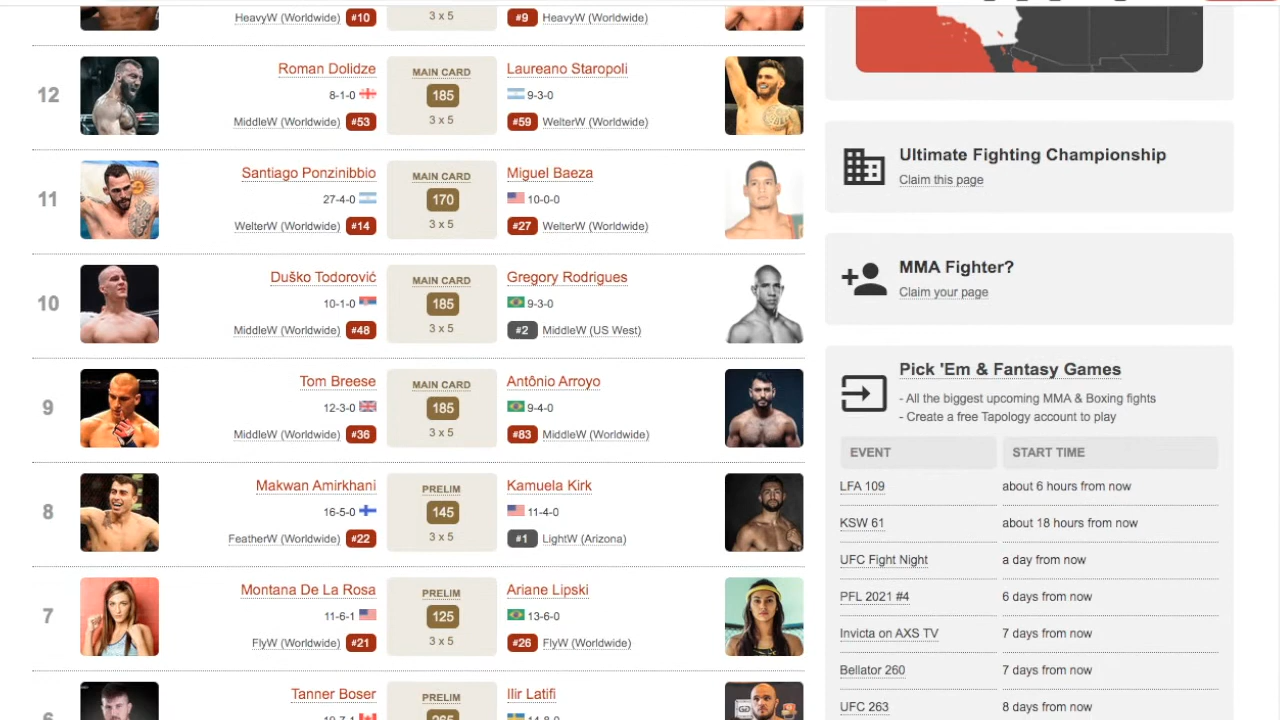 HeavyW (Worldwide) #10 3 x 5 #9 HeavyW (Worldwide)
12 Roman Dolidze MAIN CARD Laureano Staropoli
8-1-0 185 9-3-0
MiddleW (Worldwide) #53 3 x 5 #59 WelterW (Worldwide)
11 Santiago Ponzinibbio MAIN CARD Miguel Baeza
27-4-0 170 10-0-0
WelterW (Worldwide) #14 3 x 5 #27 WelterW (Worldwide)
10 Duško Todorović MAIN CARD Gregory Rodrigues
10-1-0 185 9-3-0
MiddleW (Worldwide) #48 3 x 5 #2 MiddleW (US West)
9 Tom Breese MAIN CARD Antônio Arroyo
12-3-0 185 9-4-0
MiddleW (Worldwide) #36 3 x 5 #83 MiddleW (Worldwide)
8 Makwan Amirkhani PRELIM Kamuela Kirk
16-5-0 145 11-4-0
FeatherW (Worldwide) #22 3 x 5 #1 LightW (Arizona)
7 Montana De La Rosa PRELIM Ariane Lipski
11-6-1 125 13-6-0
FlyW (Worldwide) #21 3 x 5 #26 FlyW (Worldwide)
Tanner Boser PRELIM Ilir Latifi
Ultimate Fighting Championship
Claim this page
MMA Fighter?
Claim your page
Pick 'Em & Fantasy Games
- All the biggest upcoming MMA & Boxing fights
- Create a free Tapology account to play
EVENT START TIME
LFA 109 about 6 hours from now
KSW 61 about 18 hours from now
UFC Fight Night a day from now
PFL 2021 #4 6 days from now
Invicta on AXS TV 7 days from now
Bellator 260 7 days from now
UFC 263 8 days from now